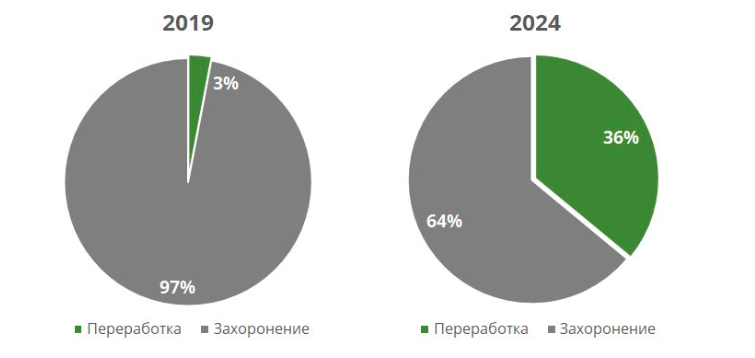 2019
2024
3%
97%
36%
64%
Переработка
Захоронение
Переработка
Захоронение